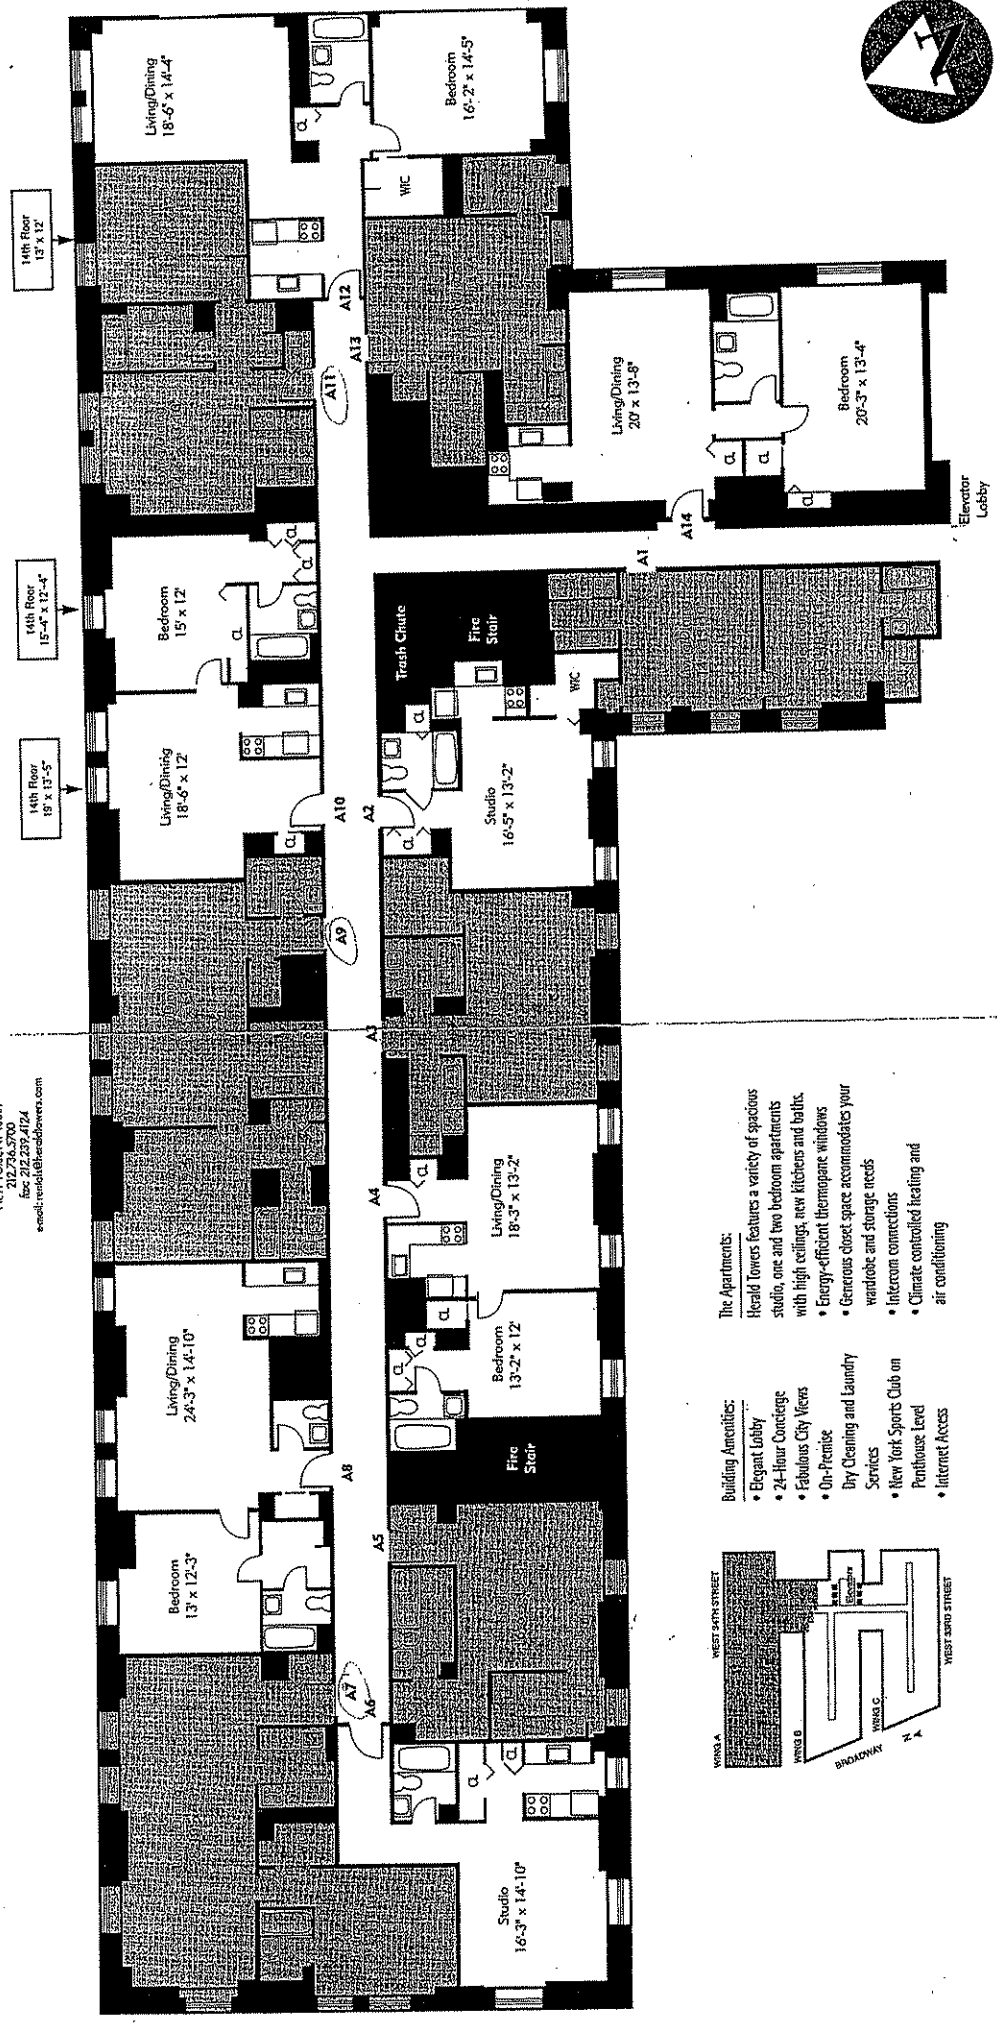 212.736.5700
fax: 212.239.4124
email: rentals@heraldtowers.com
14th Floor
19' x 13'-5"
14th Floor
15'-4" x 12'-4"
14th Floor
13' x 12'
Bedroom
13' x 12'-3"
Living/Dining
24'-3" x 14'-10"
Living/Dining
18'-6" x 12'
Bedroom
15' x 12'
Living/Dining
18'-6" x 14'-4"
a
a
a
a
a
A7
A6
A8
A5
A9
A3
A4
A10
A2
A11
A12
A13
Studio
16'-3" x 14'-10"
a
a
Fire
Stair
Bedroom
13'-2" x 12'
a
a
a
Living/Dining
18'-3" x 13'-2"
a
Studio
16'-5" x 13'-2"
a
a
WIC
Trash Chute
Fire
Stair
A1
A14
WIC
a
Bedroom
16'-2" x 14'-5"
Living/Dining
20' x 13'-8"
a
a
a
Bedroom
20'-3" x 13'-4"
Elevator
Lobby
N
WING A
WEST 34TH STREET
WING B
WING C
Elevators
BROADWAY
N
WEST 33RD STREET
Building Amenities:
• Elegant Lobby
• 24-Hour Concierge
• Fabulous City Views
• On-Premise
Dry Cleaning and Laundry
Services
• New York Sports Club on
Penthouse Level
• Internet Access
The Apartments:
Herald Towers features a variety of spacious
studio, one and two bedroom apartments
with high ceilings, new kitchens and baths.
• Energy-efficient thermopane windows
• Generous closet space accommodates your
wardrobe and storage needs
• Intercom connections
• Climate controlled heating and
air conditioning